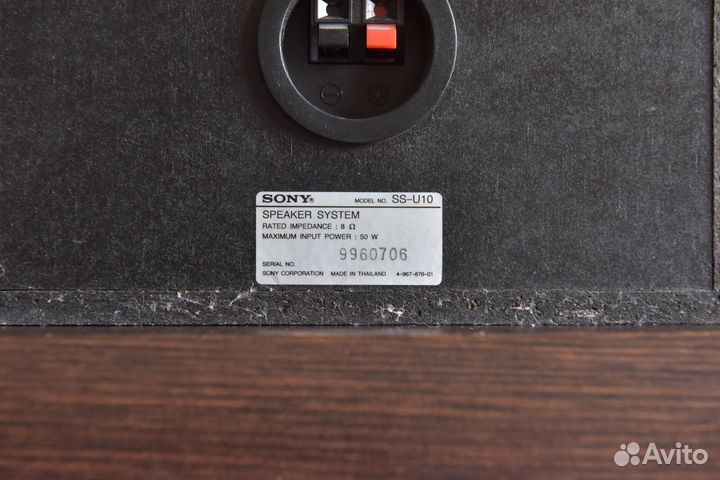 ⊖ ⊕
SONY® MODEL NO. SS-U10
SPEAKER SYSTEM
RATED IMPEDANCE : 8 Ω
MAXIMUM INPUT POWER : 50 W
9960706
SERIAL NO.
SONY CORPORATION MADE IN THAILAND 4-967-876-01
Avito